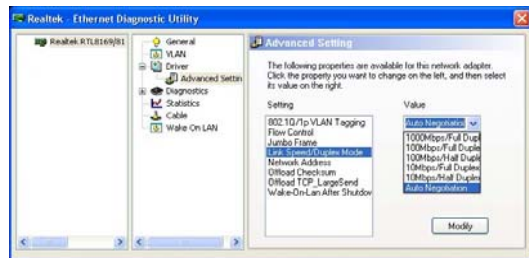 Realtek - Ethernet Diagnostic Utility
Realtek RTL8169/81
General
VLAN
Driver
Advanced Settin
Diagnostics
Statistics
Cable
Wake On LAN
Advanced Setting
The following properties are available for this network adapter.
Click the property you want to change on the left, and then select
its value on the right.
Setting
802.1Q/1p VLAN Tagging
Flow Control
Jumbo Frame
Link Speed/Duplex Mode
Network Address
Offload Checksum
Offload TCP_LargeSend
Wake-On-Lan After Shutdov
Value
Auto Negotiation
1000Mbps/Full Dupl
100Mbps/Full Duple
100Mbps/Half Duple
10Mbps/Full Duplex
10Mbps/Half Duplex
Auto Negotiation
Modify